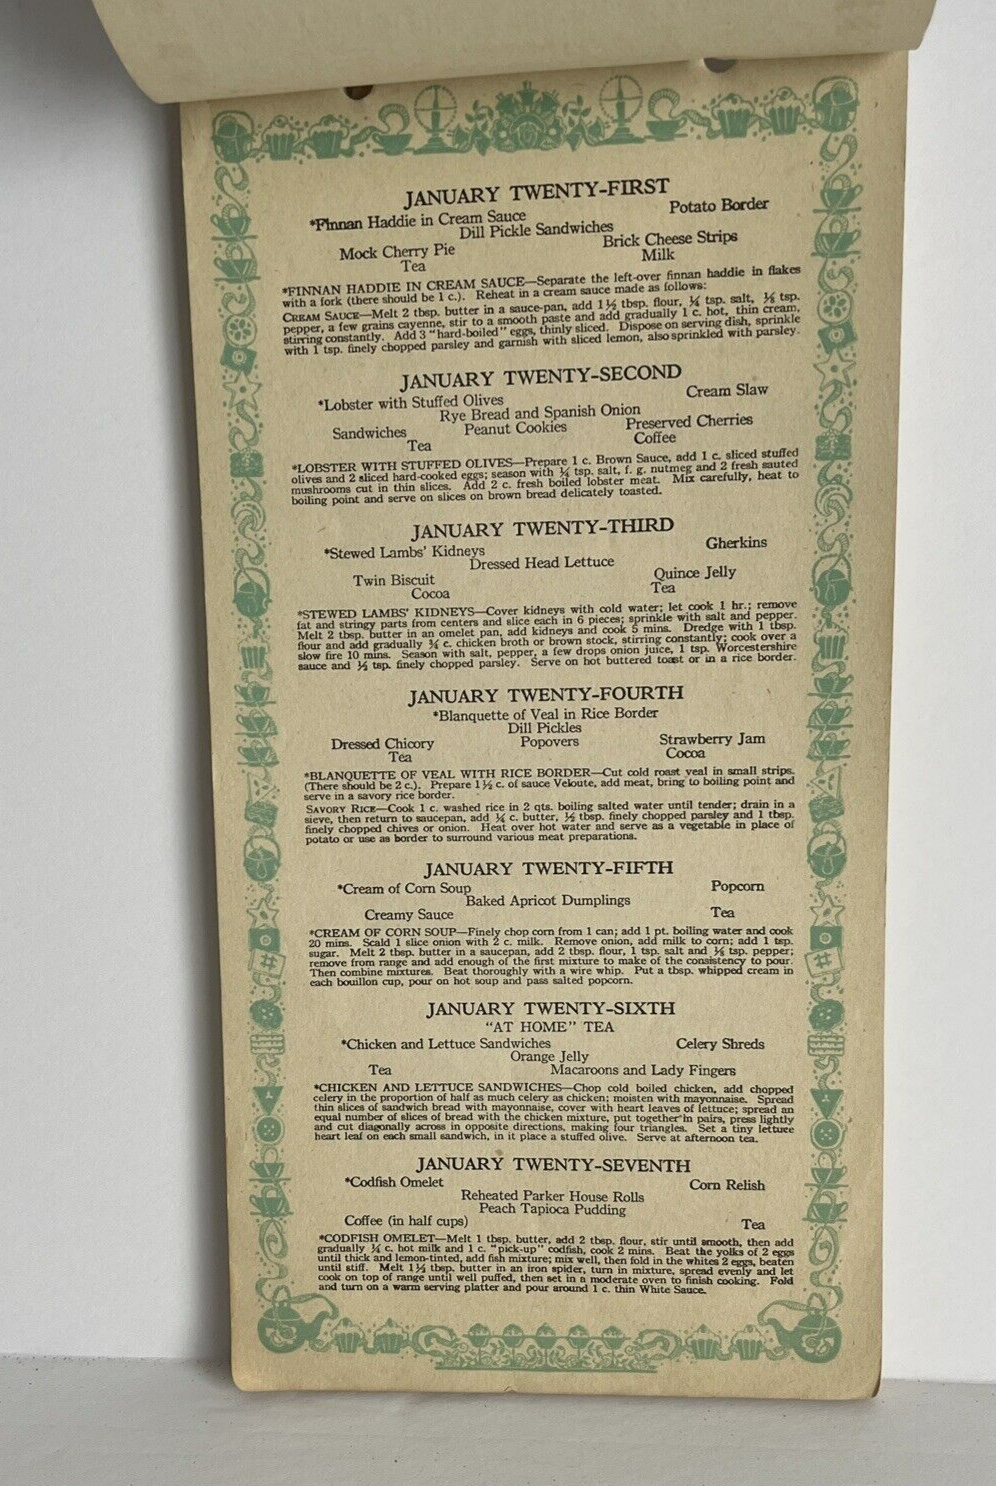 JANUARY TWENTY-FIRST
*Finnan Haddie in Cream Sauce Potato Border
Dill Pickle Sandwiches
Mock Cherry Pie Brick Cheese Strips
Tea Milk
*FINNAN HADDIE IN CREAM SAUCE—Separate the left-over finnan haddie in flakes
with a fork (there should be 1 c.). Reheat in a cream sauce made as follows:
CREAM SAUCE—Melt 2 tbsp. butter in a sauce-pan, add 1½ tbsp. flour, ¼ tsp. salt, ⅛ tsp.
pepper, a few grains cayenne, stir to a smooth paste and add gradually 1 c. hot, thin cream,
stirring constantly. Add 3 "hard-boiled" eggs, thinly sliced. Dispose on serving dish, sprinkle
with 1 tsp. finely chopped parsley and garnish with sliced lemon, also sprinkled with parsley.
JANUARY TWENTY-SECOND
*Lobster with Stuffed Olives Cream Slaw
Rye Bread and Spanish Onion
Sandwiches Peanut Cookies Preserved Cherries
Tea Coffee
*LOBSTER WITH STUFFED OLIVES—Prepare 1 c. Brown Sauce, add 1 c. sliced stuffed
olives and 2 sliced hard-cooked eggs; season with ¼ tsp. salt, f. g. nutmeg and 2 fresh sauted
mushrooms cut in thin slices. Add 2 c. fresh boiled lobster meat. Mix carefully, heat to
boiling point and serve on slices on brown bread delicately toasted.
JANUARY TWENTY-THIRD
*Stewed Lambs' Kidneys Gherkins
Dressed Head Lettuce
Twin Biscuit Quince Jelly
Cocoa Tea
*STEWED LAMBS' KIDNEYS—Cover kidneys with cold water; let cook 1 hr.; remove
fat and stringy parts from centers and slice each in 6 pieces; sprinkle with salt and pepper.
Melt 2 tbsp. butter in an omelet pan, add kidneys and cook 5 mins. Dredge with 1 tbsp.
flour and add gradually ¾ c. chicken broth or brown stock, stirring constantly; cook over a
slow fire 10 mins. Season with salt, pepper, a few drops onion juice, 1 tsp. Worcestershire
sauce and ½ tsp. finely chopped parsley. Serve on hot buttered toast or in a rice border.
JANUARY TWENTY-FOURTH
*Blanquette of Veal in Rice Border
Dill Pickles
Dressed Chicory Popovers Strawberry Jam
Tea Cocoa
*BLANQUETTE OF VEAL WITH RICE BORDER—Cut cold roast veal in small strips.
(There should be 2 c.). Prepare 1½ c. of sauce Veloute, add meat, bring to boiling point and
serve in a savory rice border.
SAVORY RICE—Cook 1 c. washed rice in 2 qts. boiling salted water until tender; drain in a
sieve, then return to saucepan, add ¼ c. butter, ½ tbsp. finely chopped parsley and 1 tbsp.
finely chopped chives or onion. Heat over hot water and serve as a vegetable in place of
potato or use as border to surround various meat preparations.
JANUARY TWENTY-FIFTH
*Cream of Corn Soup Popcorn
Baked Apricot Dumplings
Creamy Sauce Tea
*CREAM OF CORN SOUP—Finely chop corn from 1 can; add 1 pt. boiling water and cook
20 mins. Scald 1 slice onion with 2 c. milk. Remove onion, add milk to corn; add 1 tsp.
sugar. Melt 2 tbsp. butter in a saucepan, add 2 tbsp. flour, 1 tsp. salt and ⅛ tsp. pepper;
remove from range and add enough of the first mixture to make of the consistency to pour.
Then combine mixtures. Beat thoroughly with a wire whip. Put a tbsp. whipped cream in
each bouillon cup, pour on hot soup and pass salted popcorn.
JANUARY TWENTY-SIXTH
"AT HOME" TEA
*Chicken and Lettuce Sandwiches Celery Shreds
Orange Jelly
Tea Macaroons and Lady Fingers
*CHICKEN AND LETTUCE SANDWICHES—Chop cold boiled chicken, add chopped
celery in the proportion of half as much celery as chicken; moisten with mayonnaise. Spread
thin slices of sandwich bread with mayonnaise, cover with heart leaves of lettuce; spread an
equal number of slices of bread with the chicken mixture, put together in pairs, press lightly
and cut diagonally across in opposite directions, making four triangles. Set a tiny lettuce
heart leaf on each small sandwich, in it place a stuffed olive. Serve at afternoon tea.
JANUARY TWENTY-SEVENTH
*Codfish Omelet Corn Relish
Reheated Parker House Rolls
Peach Tapioca Pudding
Coffee (in half cups) Tea
*CODFISH OMELET—Melt 1 tbsp. butter, add 2 tbsp. flour, stir until smooth, then add
gradually ¾ c. hot milk and 1 c. "pick-up" codfish, cook 2 mins. Beat the yolks of 2 eggs
until thick and lemon-tinted, add fish mixture; mix well, then fold in the whites 2 eggs, beaten
until stiff. Melt 1½ tbsp. butter in an iron spider, turn in mixture, spread evenly and let
cook on top of range until well puffed, then set in a moderate oven to finish cooking. Fold
and turn on a warm serving platter and pour around 1 c. thin White Sauce.